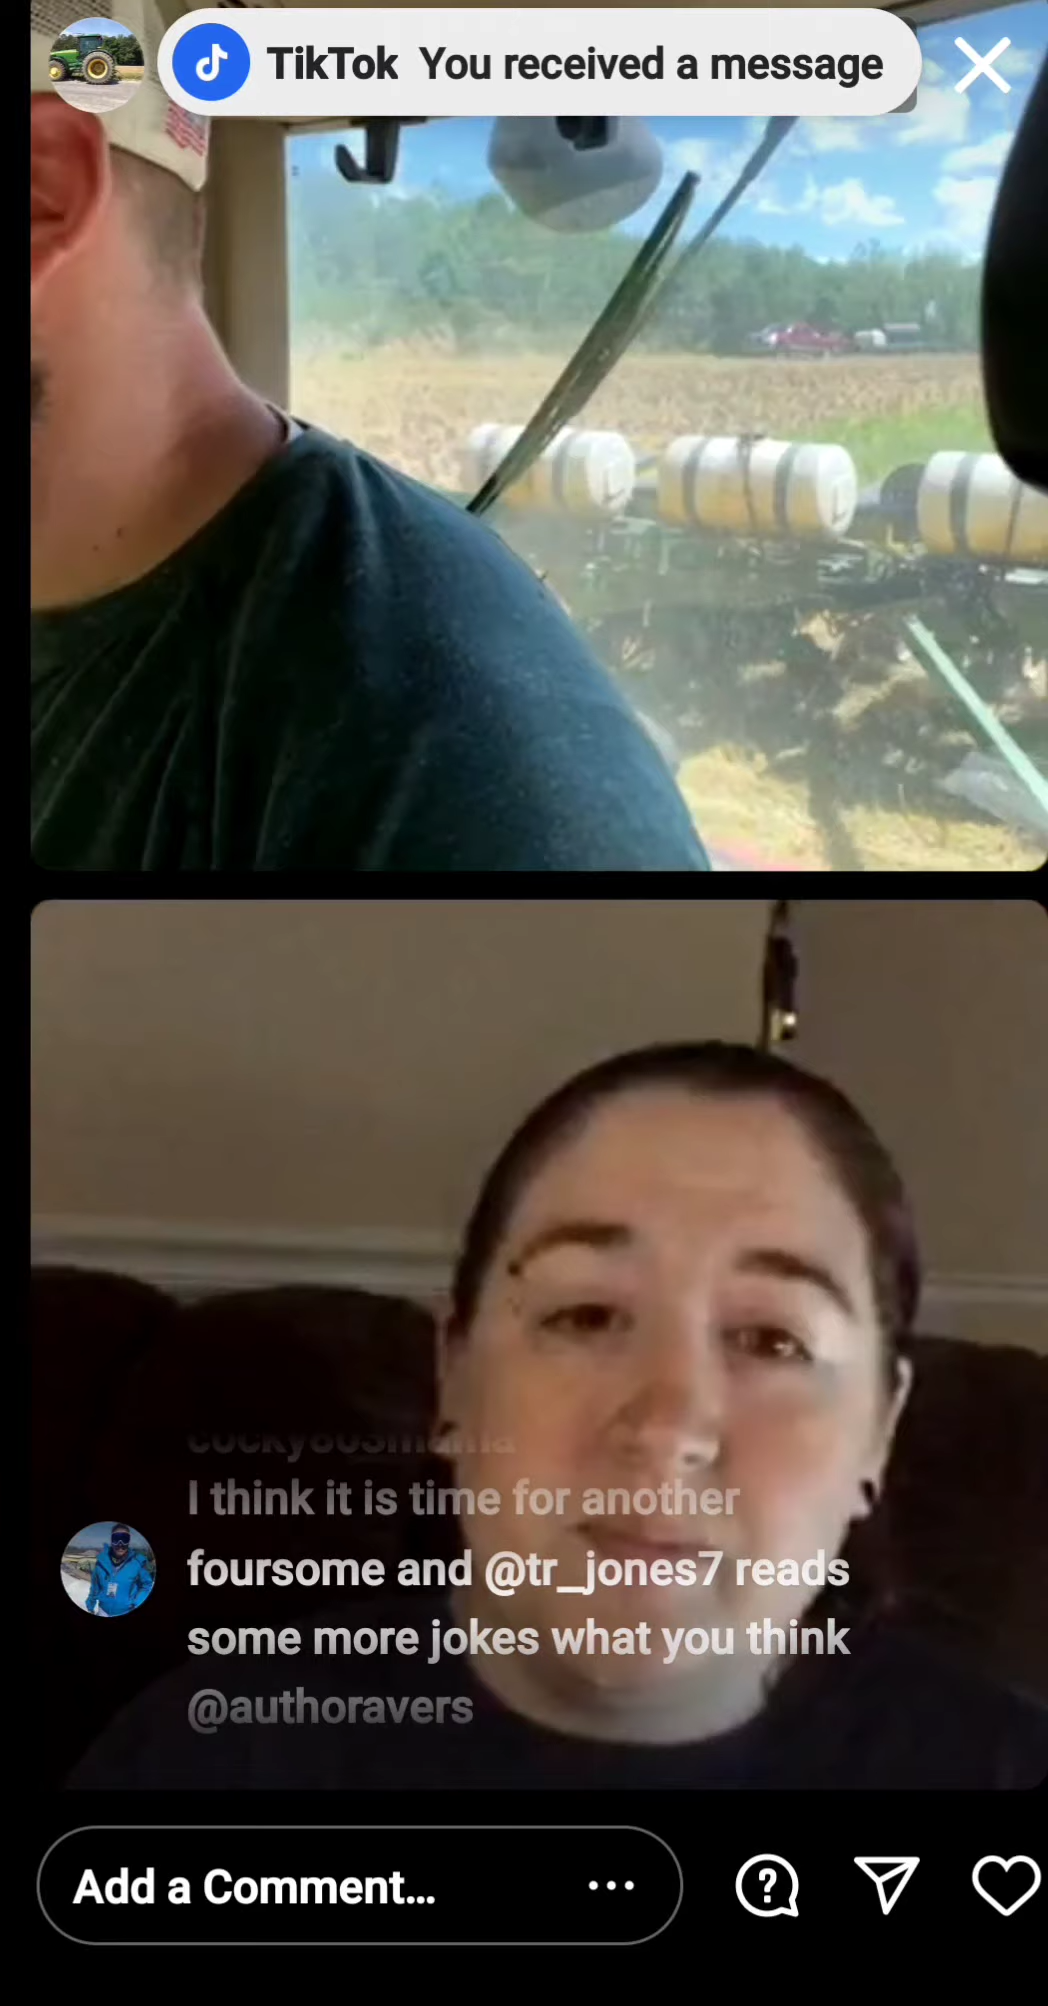 TikTok You received a message
I think it is time for another
foursome and @tr_jones7 reads
some more jokes what you think
@authoravers
Add a Comment...